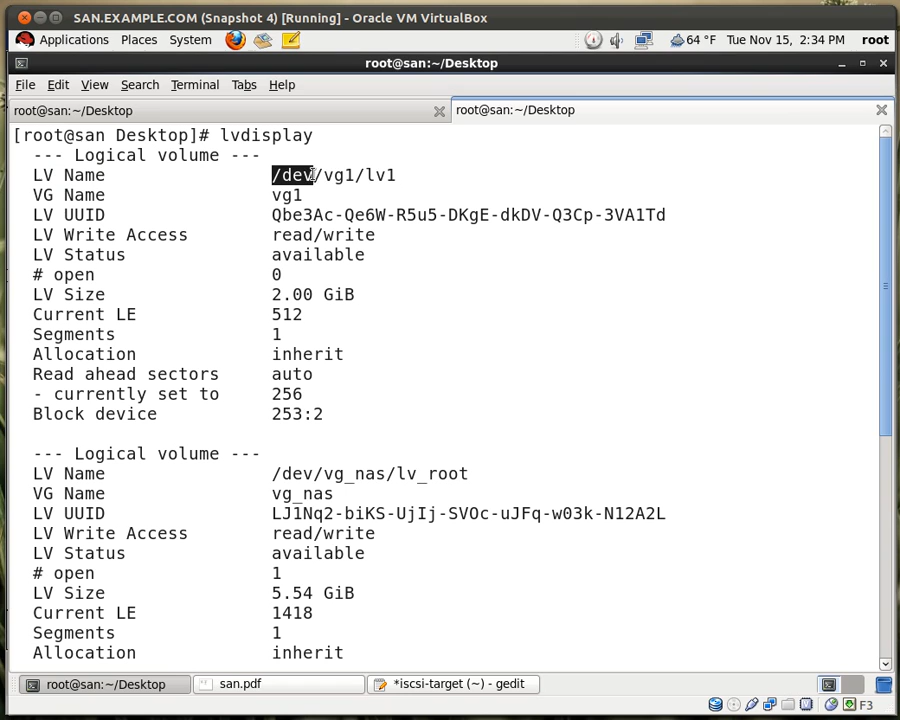 SAN.EXAMPLE.COM (Snapshot 4) [Running] - Oracle VM VirtualBox
Applications Places System 64 °F Tue Nov 15, 2:34 PM root
root@san:~/Desktop
File Edit View Search Terminal Tabs Help
root@san:~/Desktop root@san:~/Desktop
[root@san Desktop]# lvdisplay
--- Logical volume ---
LV Name /dev/vg1/lv1
VG Name vg1
LV UUID Qbe3Ac-Qe6W-R5u5-DKgE-dkDV-Q3Cp-3VA1Td
LV Write Access read/write
LV Status available
# open 0
LV Size 2.00 GiB
Current LE 512
Segments 1
Allocation inherit
Read ahead sectors auto
- currently set to 256
Block device 253:2
--- Logical volume ---
LV Name /dev/vg_nas/lv_root
VG Name vg_nas
LV UUID LJ1Nq2-biKS-UjIj-SVOc-uJFq-w03k-N12A2L
LV Write Access read/write
LV Status available
# open 1
LV Size 5.54 GiB
Current LE 1418
Segments 1
Allocation inherit
root@san:~/Desktop san.pdf *iscsi-target (~) - gedit
F3